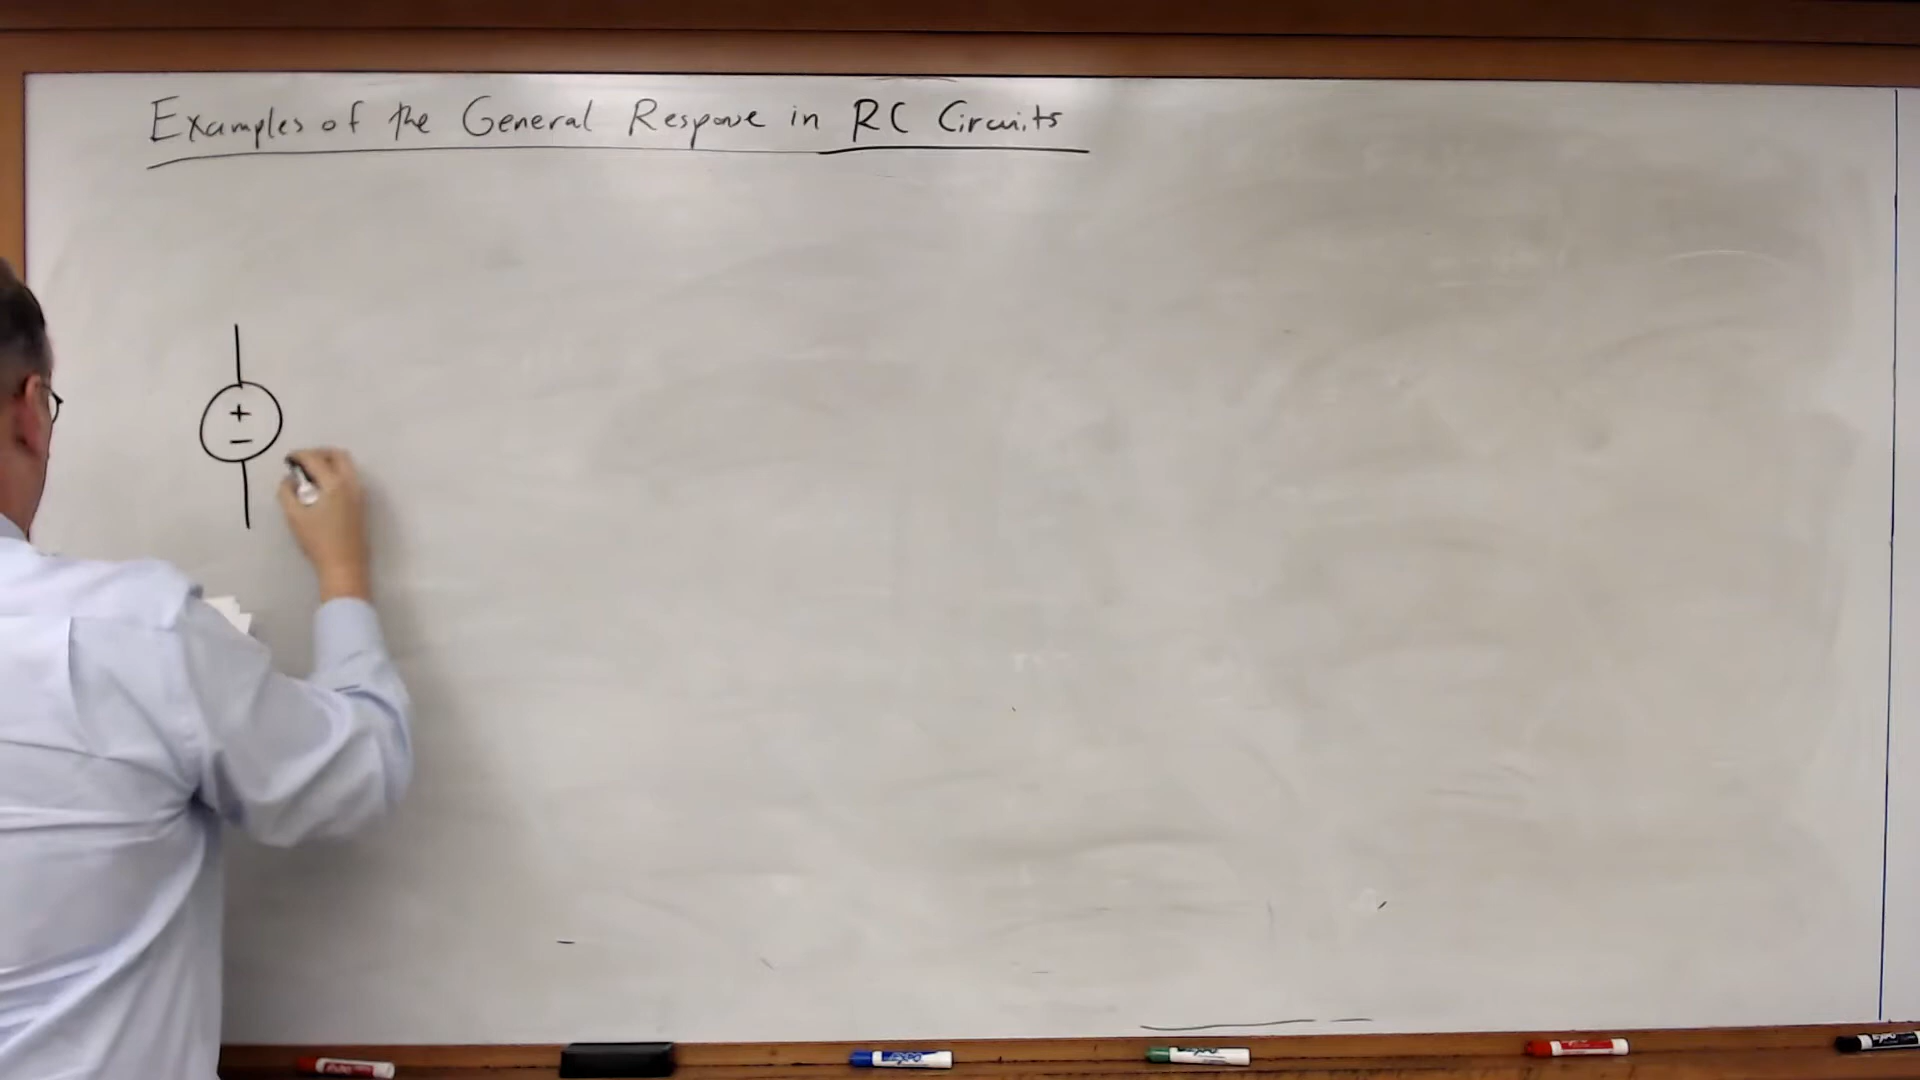 Examples of the General Response in RC Circuits
+
−